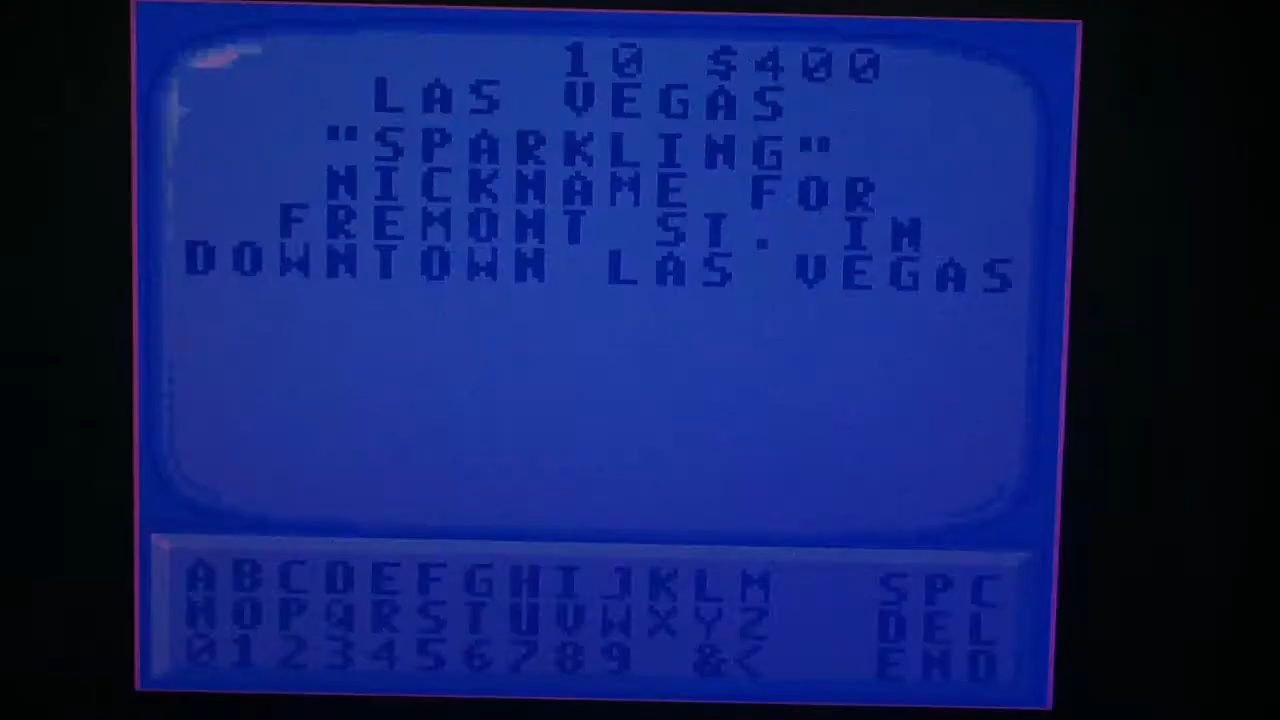 10 $400
LAS VEGAS
"SPARKLING"
NICKNAME FOR
FREMONT ST. IN
DOWNTOWN LAS VEGAS
ABCDEFGHIJKLM SPC
NOPQRSTUVWXYZ DEL
0123456789 &< END